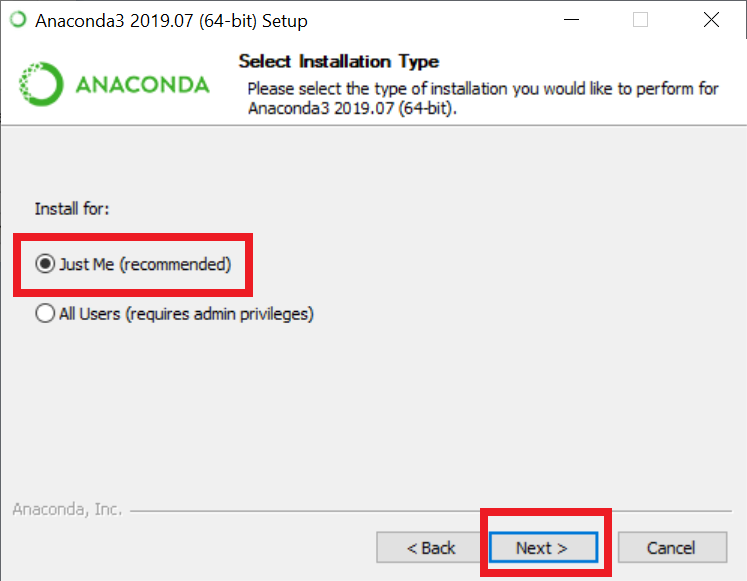 Anaconda3 2019.07 (64-bit) Setup
ANACONDA
Select Installation Type
Please select the type of installation you would like to perform for
Anaconda3 2019.07 (64-bit).
Install for:
Just Me (recommended)
All Users (requires admin privileges)
Anaconda, Inc.
< Back
Next >
Cancel